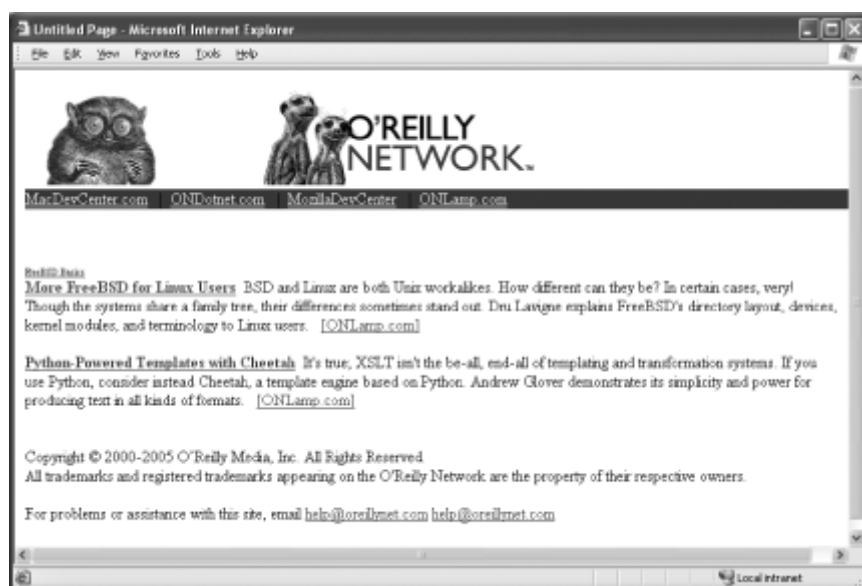 Untitled Page - Microsoft Internet Explorer
File Edit View Favorites Tools Help
O'REILLY
NETWORK™
MacDevCenter.com | ONDotnet.com | MozillaDevCenter | ONLamp.com
FreeBSD Basics
More FreeBSD for Linux Users BSD and Linux are both Unix workalikes. How different can they be? In certain cases, very!
Though the systems share a family tree, their differences sometimes stand out. Dru Lavigne explains FreeBSD's directory layout, devices,
kernel modules, and terminology to Linux users. [ONLamp.com]
Python-Powered Templates with Cheetah It's true; XSLT isn't the be-all, end-all of templating and transformation systems. If you
use Python, consider instead Cheetah, a template engine based on Python. Andrew Glover demonstrates its simplicity and power for
producing text in all kinds of formats. [ONLamp.com]
Copyright © 2000-2005 O'Reilly Media, Inc. All Rights Reserved
All trademarks and registered trademarks appearing on the O'Reilly Network are the property of their respective owners.
For problems or assistance with this site, email help@oreillynet.com help@oreillynet.com
Local intranet